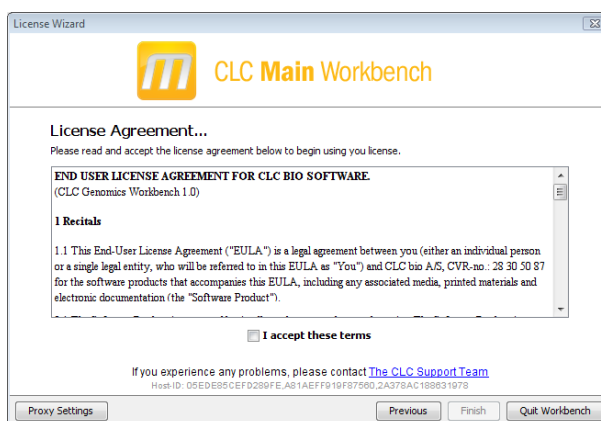 License Wizard
CLC Main Workbench
License Agreement...
Please read and accept the license agreement below to begin using you license.
END USER LICENSE AGREEMENT FOR CLC BIO SOFTWARE.
(CLC Genomics Workbench 1.0)
1 Recitals
1.1 This End-User License Agreement ("EULA") is a legal agreement between you (either an individual person
or a single legal entity, who will be referred to in this EULA as "You") and CLC bio A/S, CVR-no.: 28 30 50 87
for the software products that accompanies this EULA, including any associated media, printed materials and
electronic documentation (the "Software Product").
I accept these terms
If you experience any problems, please contact The CLC Support Team
Host-ID: D5EDE85CEFD289FE,A81AEFF919F87560,2A378AC188631978
Proxy Settings
Previous
Finish
Quit Workbench